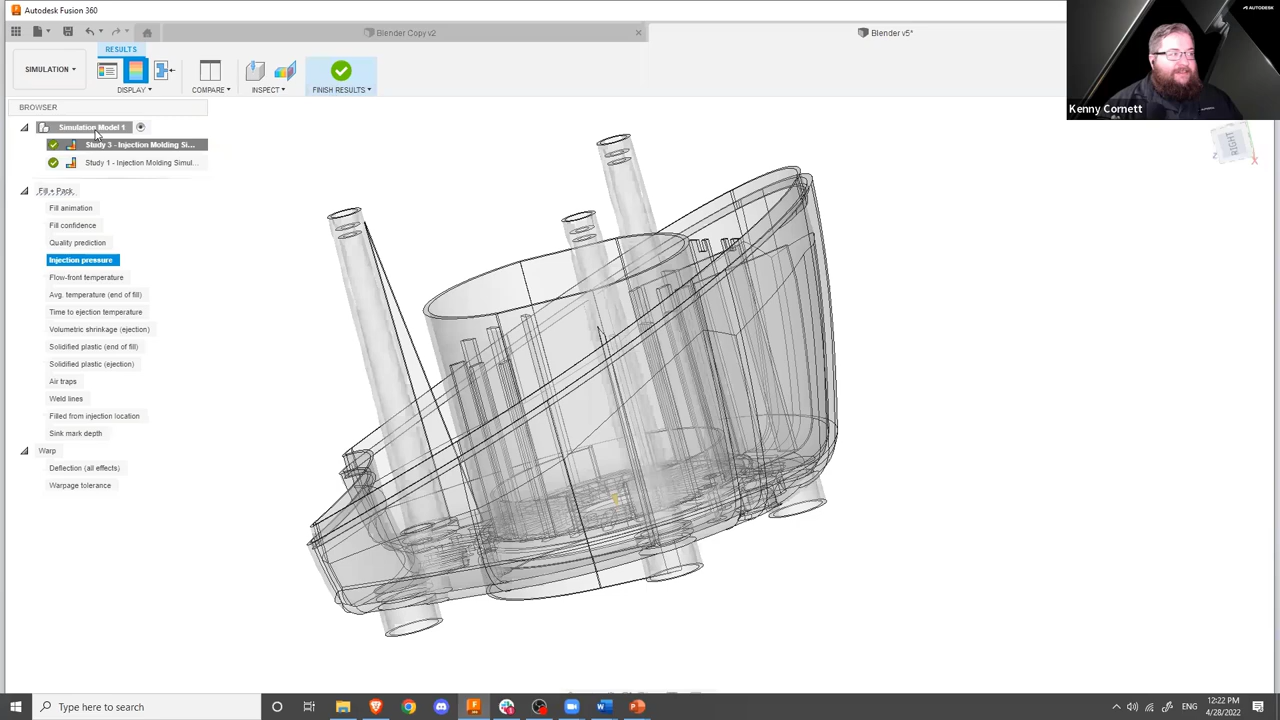 Autodesk Fusion 360
AUTODESK
Blender Copy v2
Blender v5*
RESULTS
SIMULATION
DISPLAY
COMPARE
INSPECT
FINISH RESULTS
Kenny Cornett
BROWSER
Simulation Model 1
Study 3 - Injection Molding Si...
Study 1 - Injection Molding Simul...
Fill + Pack
Fill animation
Fill confidence
Quality prediction
Injection pressure
Flow-front temperature
Avg. temperature (end of fill)
Time to ejection temperature
Volumetric shrinkage (ejection)
Solidified plastic (end of fill)
Solidified plastic (ejection)
Air traps
Weld lines
Filled from injection location
Sink mark depth
Warp
Deflection (all effects)
Warpage tolerance
RIGHT
Z
X
Type here to search
ENG
12:22 PM
4/28/2022